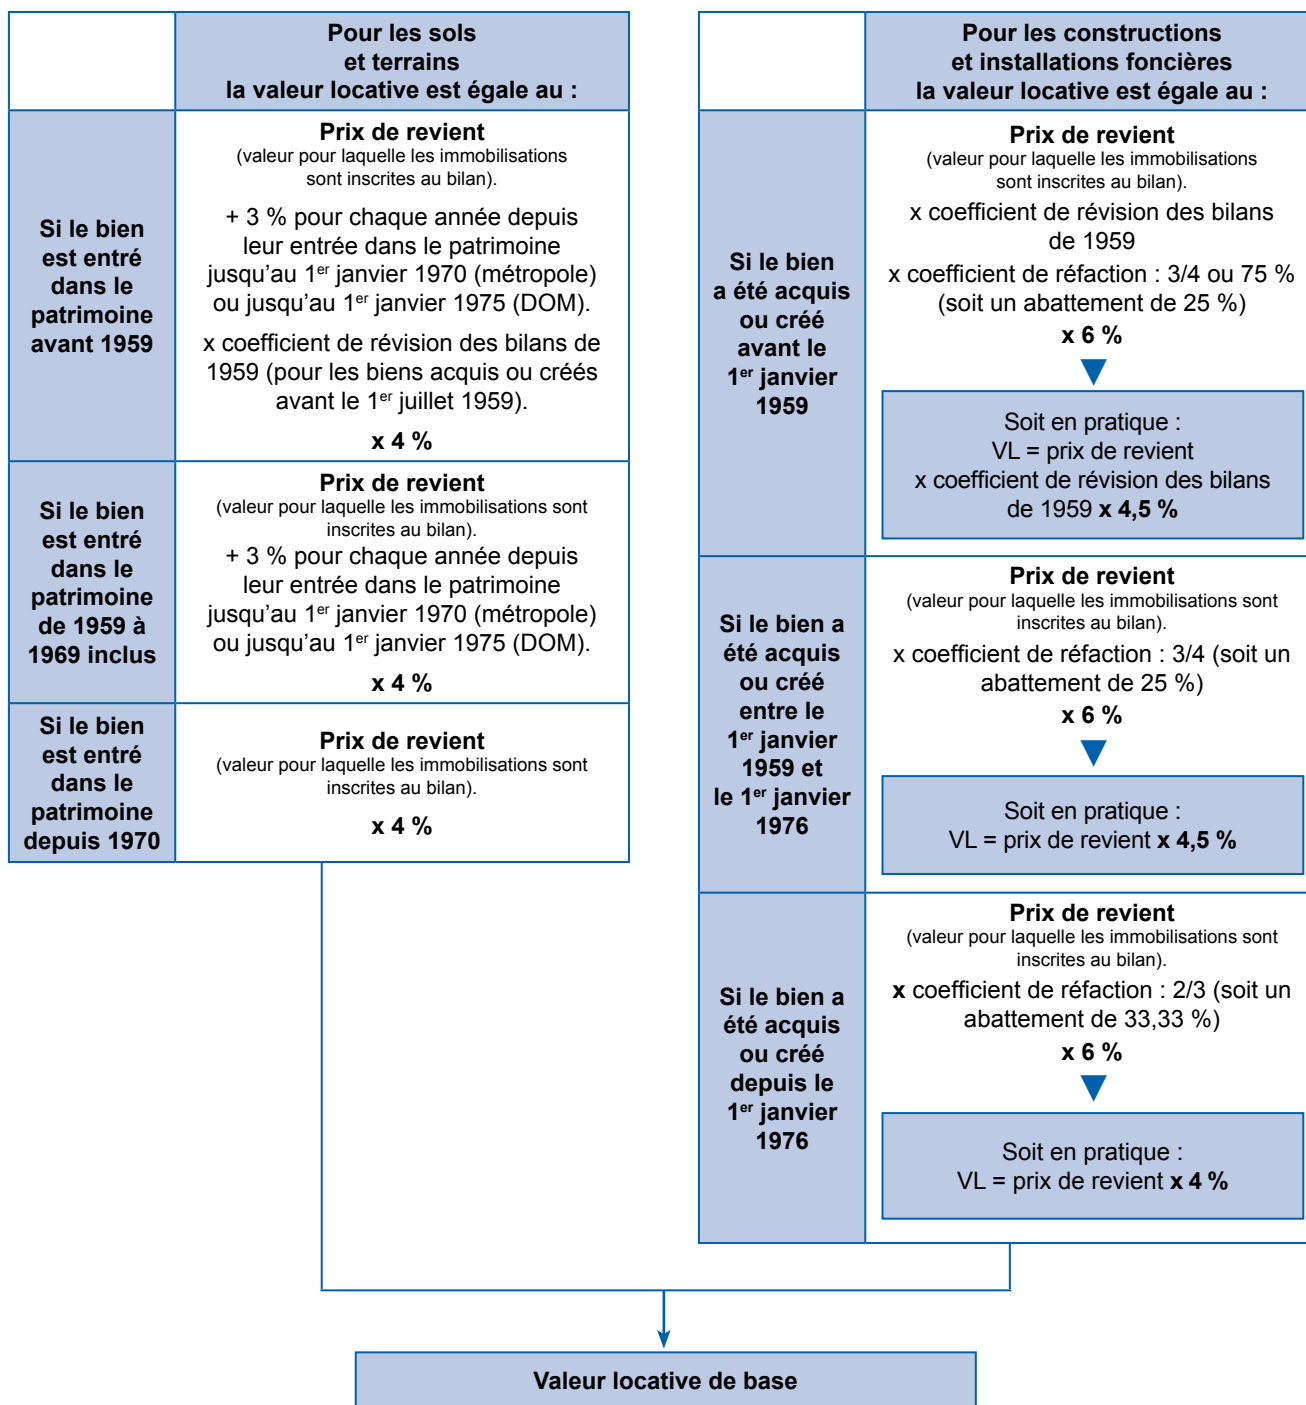 Pour les sols
et terrains
la valeur locative est égale au :
Si le bien
est entré
dans le
patrimoine
avant 1959
Prix de revient
(valeur pour laquelle les immobilisations
sont inscrites au bilan).
+ 3 % pour chaque année depuis
leur entrée dans le patrimoine
jusqu’au 1er janvier 1970 (métropole)
ou jusqu’au 1er janvier 1975 (DOM).
x coefficient de révision des bilans de
1959 (pour les biens acquis ou créés
avant le 1er juillet 1959).
x 4 %
Si le bien
est entré
dans le
patrimoine
de 1959 à
1969 inclus
Prix de revient
(valeur pour laquelle les immobilisations sont
inscrites au bilan).
+ 3 % pour chaque année depuis
leur entrée dans le patrimoine
jusqu’au 1er janvier 1970 (métropole)
ou jusqu’au 1er janvier 1975 (DOM).
x 4 %
Si le bien
est entré
dans le
patrimoine
depuis 1970
Prix de revient
(valeur pour laquelle les immobilisations sont
inscrites au bilan).
x 4 %
Pour les constructions
et installations foncières
la valeur locative est égale au :
Si le bien
a été acquis
ou créé
avant le
1er janvier
1959
Prix de revient
(valeur pour laquelle les immobilisations
sont inscrites au bilan).
x coefficient de révision des bilans
de 1959
x coefficient de réfaction : 3/4 ou 75 %
(soit un abattement de 25 %)
x 6 %
Soit en pratique :
VL = prix de revient
x coefficient de révision des bilans
de 1959 x 4,5 %
Si le bien a
été acquis
ou créé
entre le
1er janvier
1959 et
le 1er janvier
1976
Prix de revient
(valeur pour laquelle les immobilisations sont
inscrites au bilan).
x coefficient de réfaction : 3/4 (soit un
abattement de 25 %)
x 6 %
Soit en pratique :
VL = prix de revient x 4,5 %
Si le bien a
été acquis
ou créé
depuis le
1er janvier
1976
Prix de revient
(valeur pour laquelle les immobilisations sont
inscrites au bilan).
x coefficient de réfaction : 2/3 (soit un
abattement de 33,33 %)
x 6 %
Soit en pratique :
VL = prix de revient x 4 %
Valeur locative de base